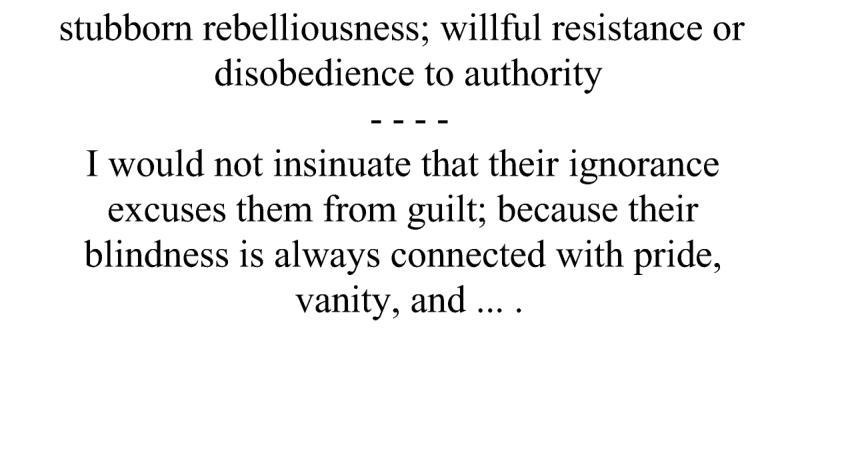 stubborn rebelliousness; willful resistance or
disobedience to authority
- - - -
I would not insinuate that their ignorance
excuses them from guilt; because their
blindness is always connected with pride,
vanity, and ... .